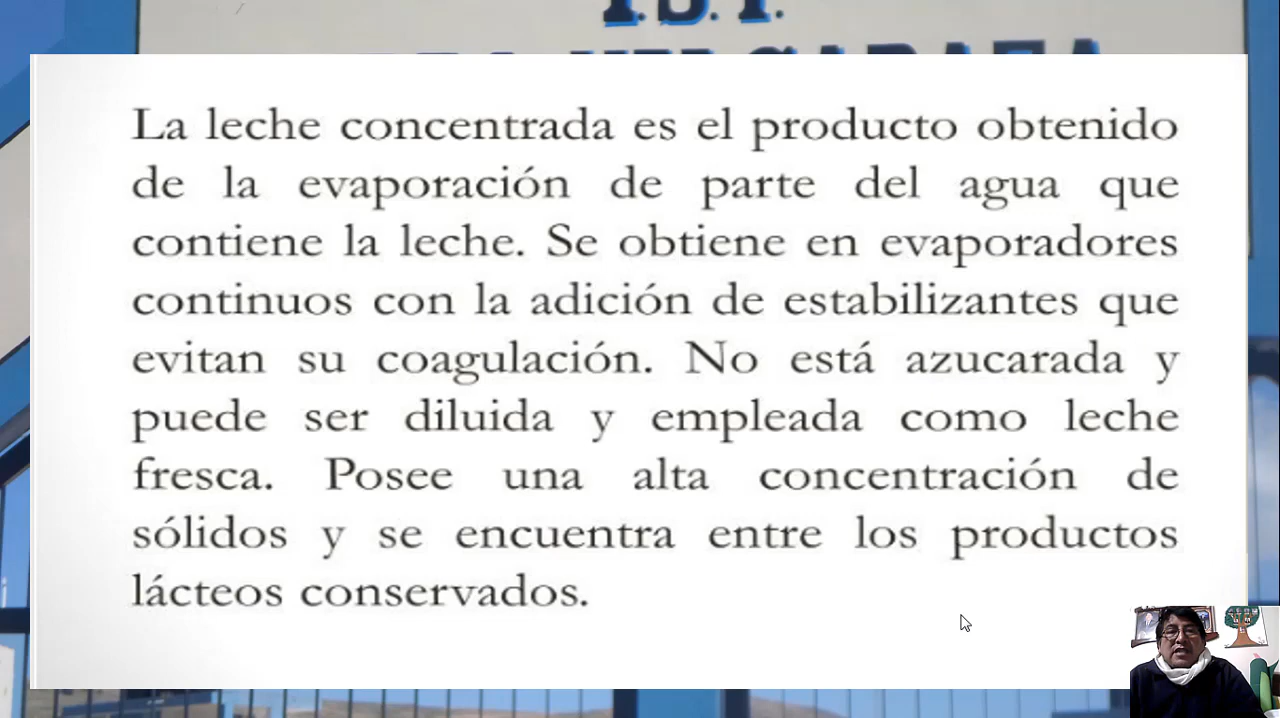 I.S.T.
La leche concentrada es el producto obtenido
de la evaporación de parte del agua que
contiene la leche. Se obtiene en evaporadores
continuos con la adición de estabilizantes que
evitan su coagulación. No está azucarada y
puede ser diluida y empleada como leche
fresca. Posee una alta concentración de
sólidos y se encuentra entre los productos
lácteos conservados.